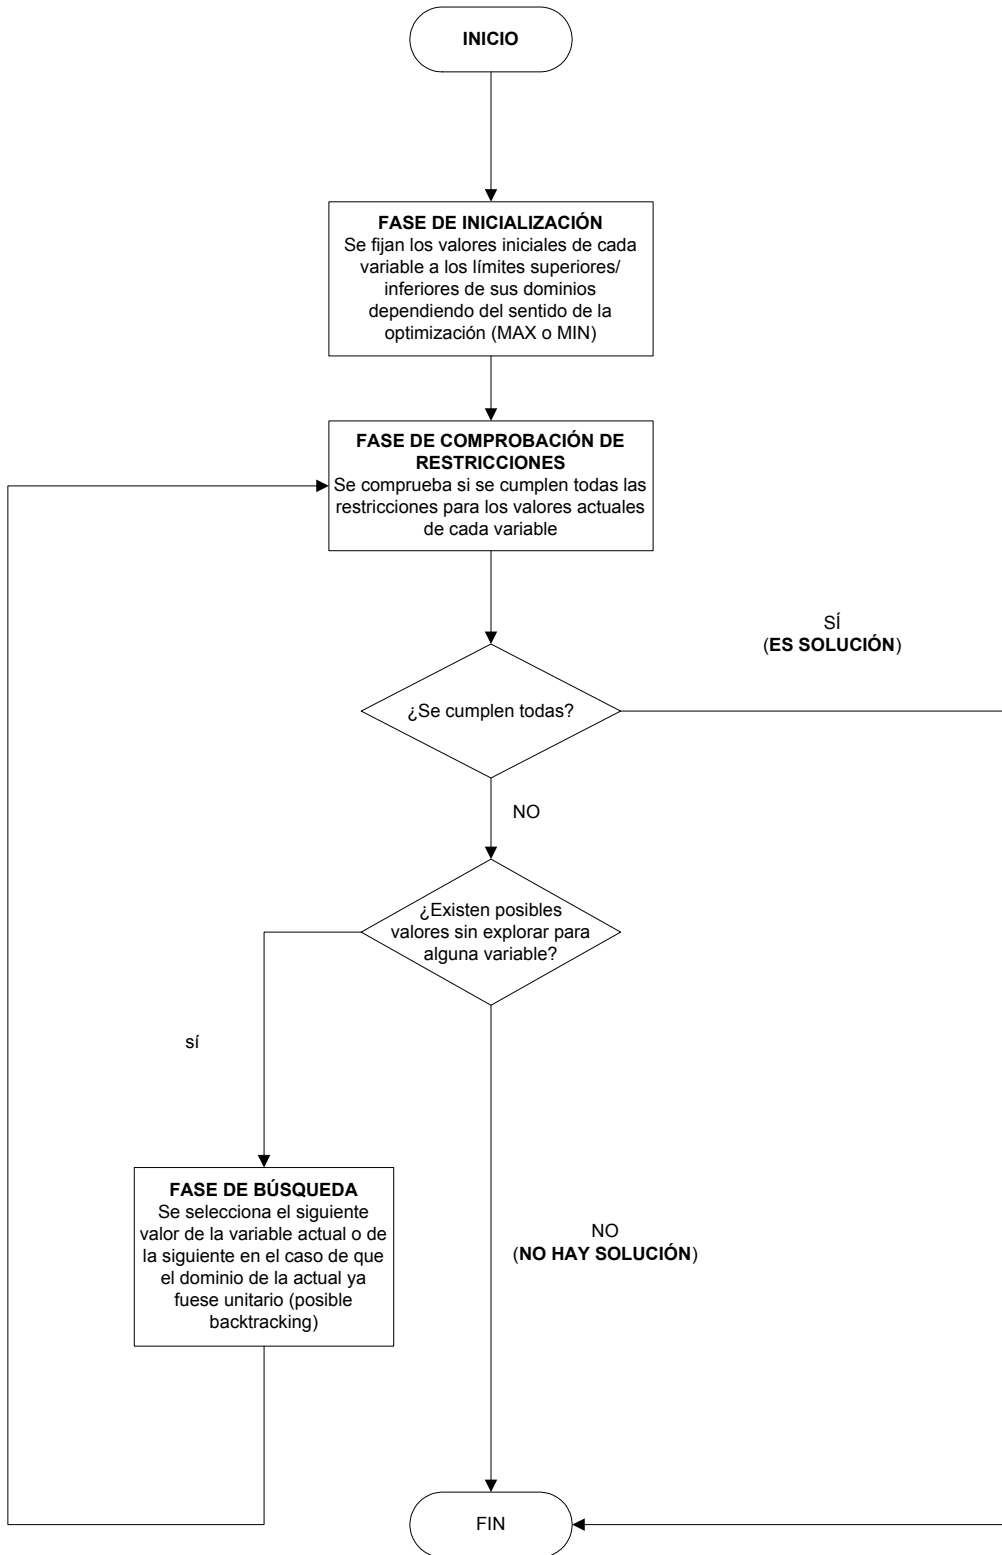 INICIO
FASE DE INICIALIZACIÓN
Se fijan los valores iniciales de cada
variable a los límites superiores/
inferiores de sus dominios
dependiendo del sentido de la
optimización (MAX o MIN)
FASE DE COMPROBACIÓN DE
RESTRICCIONES
Se comprueba si se cumplen todas las
restricciones para los valores actuales
de cada variable
SÍ
(ES SOLUCIÓN)
¿Se cumplen todas?
NO
¿Existen posibles
valores sin explorar para
alguna variable?
sí
FASE DE BÚSQUEDA
Se selecciona el siguiente
valor de la variable actual o de
la siguiente en el caso de que
el dominio de la actual ya
fuese unitario (posible
backtracking)
NO
(NO HAY SOLUCIÓN)
FIN